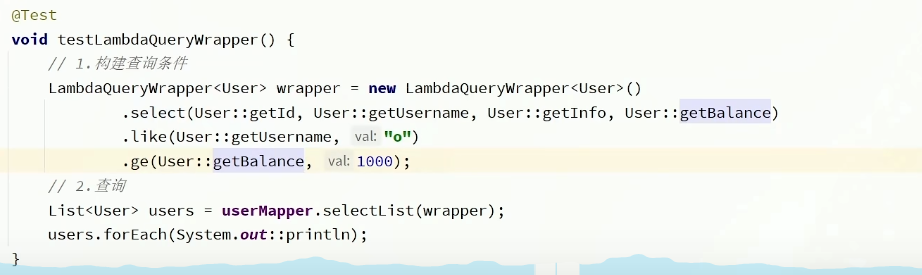 @Test
void testLambdaQueryWrapper() {
// 1.构建查询条件
LambdaQueryWrapper<User> wrapper = new LambdaQueryWrapper<User>()
.select(User::getId, User::getUsername, User::getInfo, User::getBalance)
.like(User::getUsername, val: "o")
.ge(User::getBalance, val: 1000);
// 2.查询
List<User> users = userMapper.selectList(wrapper);
users.forEach(System.out::println);
}